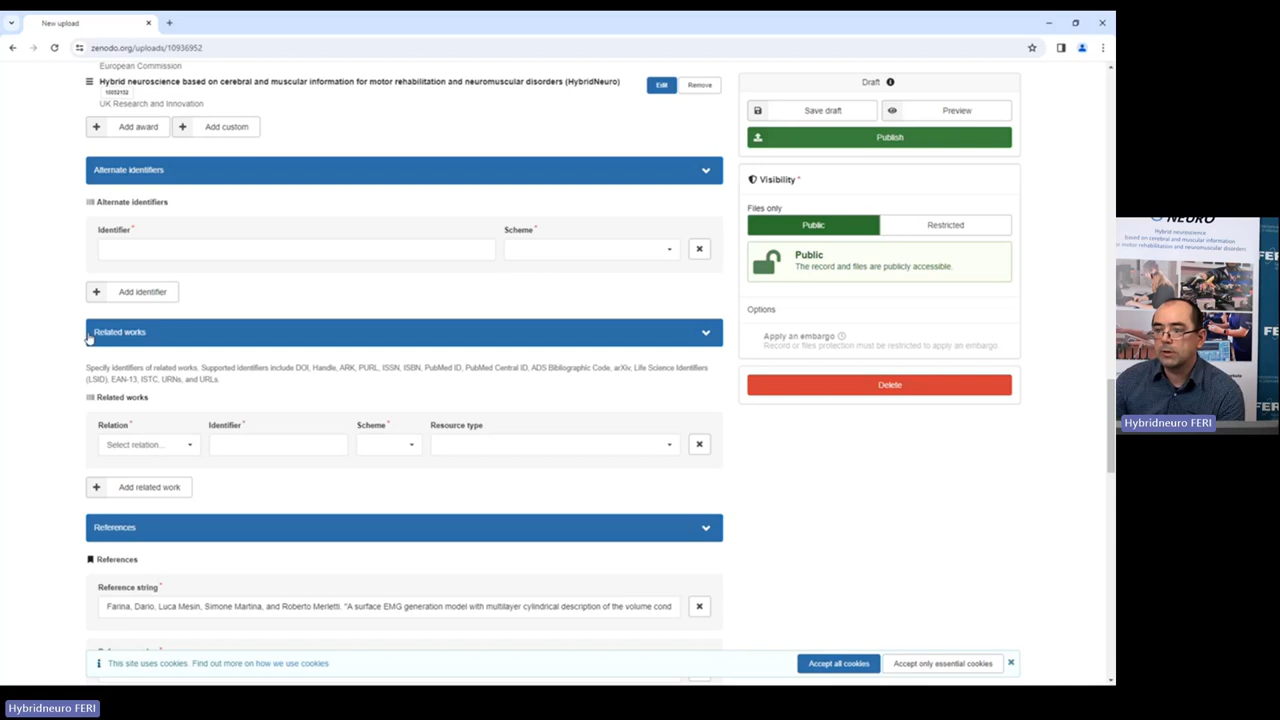 New upload
zenodo.org/uploads/10936952
European Commission
Hybrid neuroscience based on cerebral and muscular information for motor rehabilitation and neuromuscular disorders (HybridNeuro)
10052152
Edit
Remove
UK Research and Innovation
Add award
Add custom
Alternate identifiers
Alternate identifiers
Identifier *
Scheme *
Add identifier
Related works
Specify identifiers of related works. Supported identifiers include DOI, Handle, ARK, PURL, ISSN, ISBN, PubMed ID, PubMed Central ID, ADS Bibliographic Code, arXiv, Life Science Identifiers
(LSID), EAN-13, ISTC, URNs, and URLs.
Related works
Relation *
Identifier *
Scheme *
Resource type
Select relation...
Add related work
References
References
Reference string *
Farina, Dario, Luca Mesin, Simone Martina, and Roberto Merletti. "A surface EMG generation model with multilayer cylindrical description of the volume cond
This site uses cookies. Find out more on how we use cookies
Accept all cookies
Accept only essential cookies
Draft
Save draft
Preview
Publish
Visibility *
Files only
Public
Restricted
Public
The record and files are publicly accessible.
Options
Apply an embargo
Record or files protection must be restricted to apply an embargo.
Delete
NEURO
Hybrid neuroscience
based on cerebral and muscular information
motor rehabilitation and neuromuscular disorders
FE
FERI
Hybridneuro FERI
Hybridneuro FERI